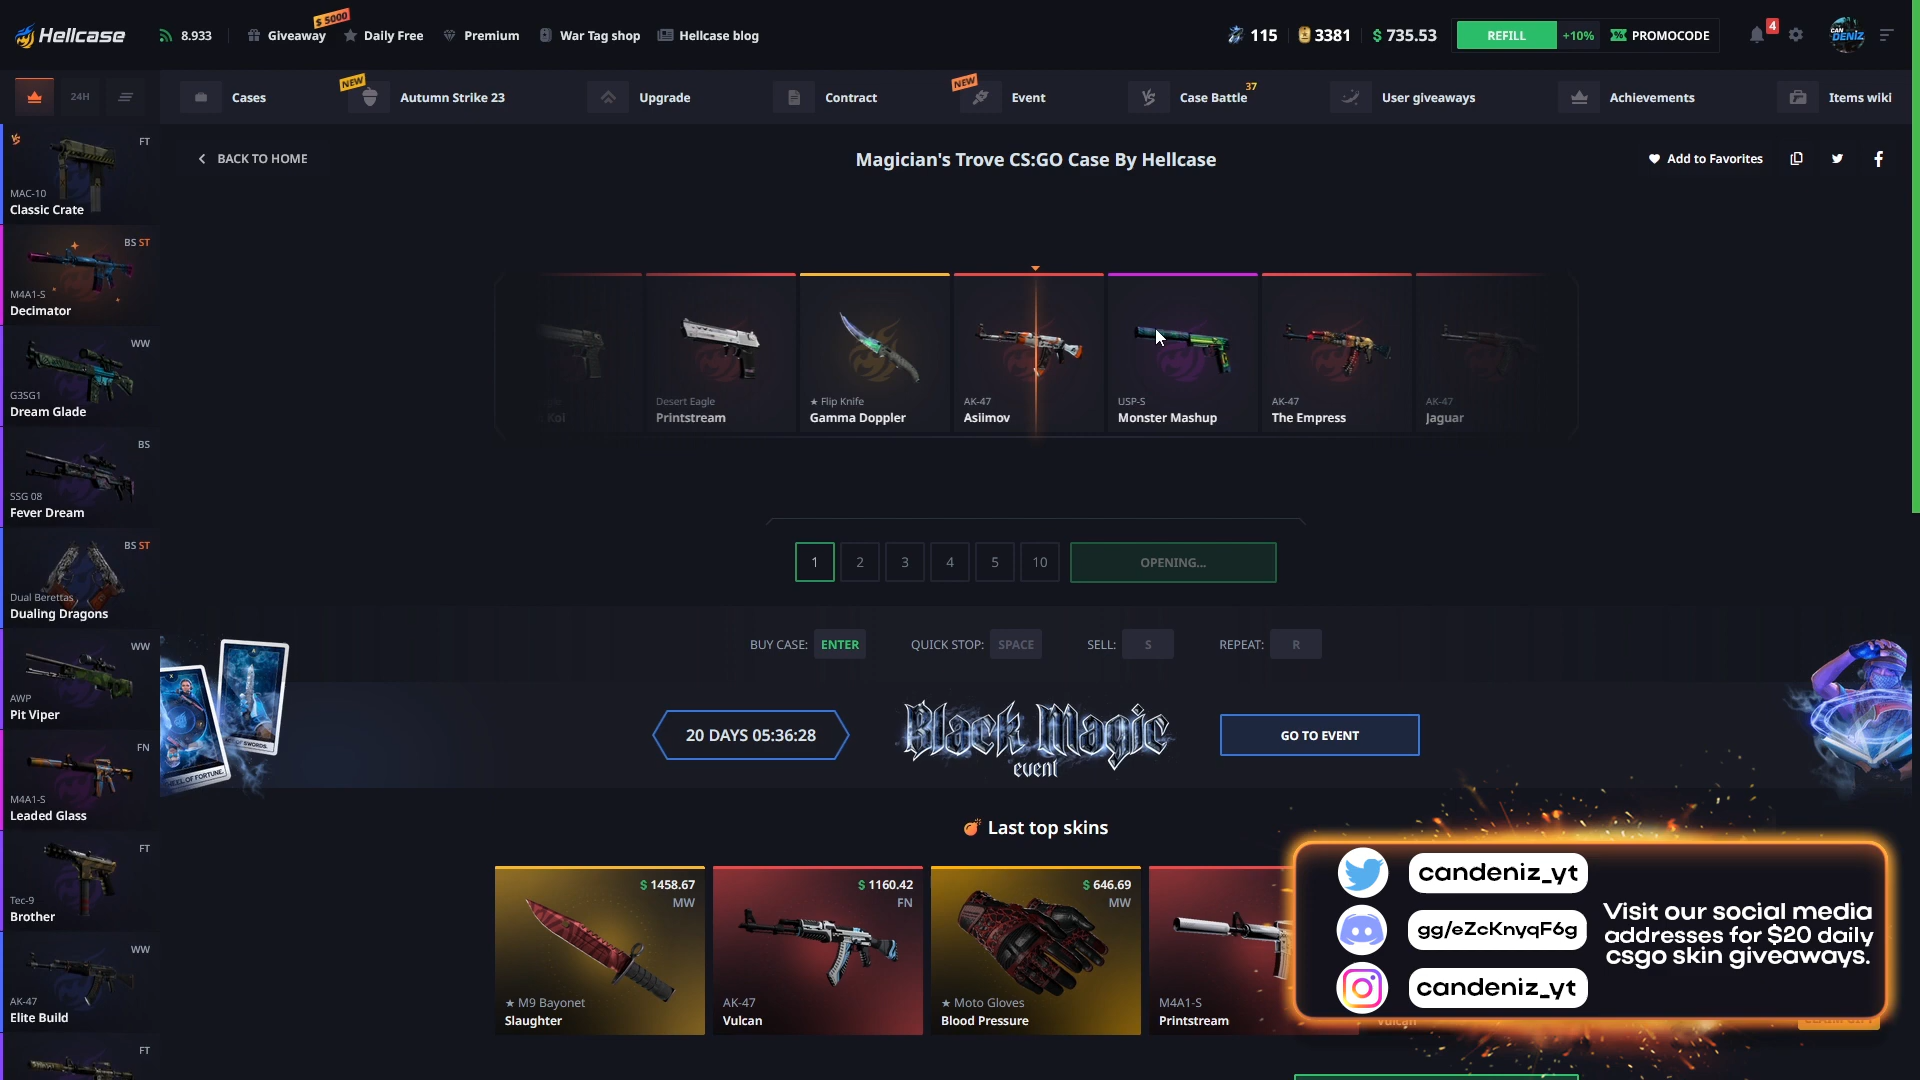 Hellcase
8.933
Giveaway
$ 5000
Daily Free
Premium
War Tag shop
Hellcase blog
115
3381
$ 735.53
REFILL
+10%
PROMOCODE
4
CAN
DENIZ
24H
Cases
NEW
Autumn Strike 23
Upgrade
Contract
NEW
Event
Case Battle
37
User giveaways
Achievements
Items wiki
BACK TO HOME
Magician's Trove CS:GO Case By Hellcase
Add to Favorites
FT
MAC-10
Classic Crate
BS ST
M4A1-S
Decimator
WW
G3SG1
Dream Glade
BS
SSG 08
Fever Dream
BS ST
Dual Berettas
Dualing Dragons
WW
AWP
Pit Viper
FN
M4A1-S
Leaded Glass
FT
Tec-9
Brother
WW
AK-47
Elite Build
FT
Kol
Desert Eagle
Printstream
★ Flip Knife
Gamma Doppler
AK-47
Asiimov
USP-S
Monster Mashup
AK-47
The Empress
AK-47
Jaguar
1
2
3
4
5
10
OPENING...
BUY CASE: ENTER
QUICK STOP: SPACE
SELL: S
REPEAT: R
20 DAYS 05:36:28
Black Magic
event
GO TO EVENT
OF SWORDS.
OF FORTUNE.
Last top skins
$ 1458.67
MW
★ M9 Bayonet
Slaughter
$ 1160.42
FN
AK-47
Vulcan
$ 646.69
MW
★ Moto Gloves
Blood Pressure
M4A1-S
Printstream
Vulcan
candeniz_yt
gg/eZcKnyqF6g
candeniz_yt
Visit our social media
addresses for $20 daily
csgo skin giveaways.